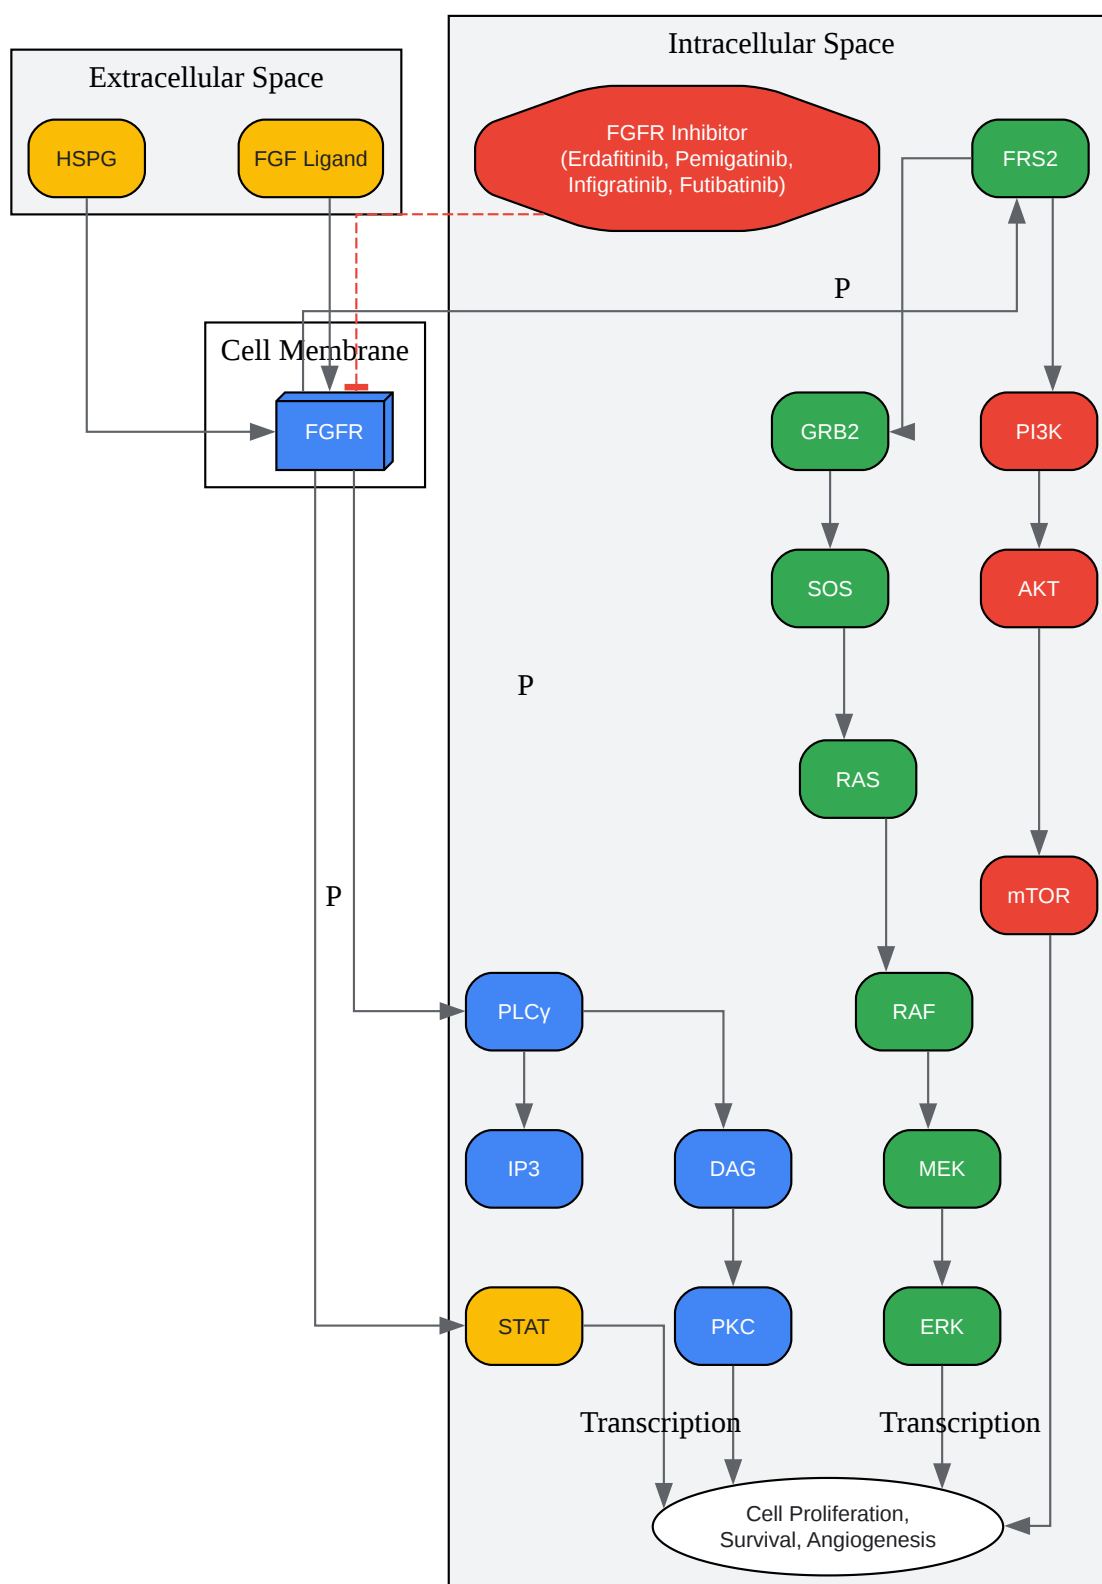 Intracellular Space
Extracellular Space
HSPG
FGF Ligand
FGFR Inhibitor
(Erdafitinib, Pemigatinib,
Infigratinib, Futibatinib)
FRS2
P
Cell Membrane
FGFR
GRB2
PI3K
SOS
AKT
P
RAS
P
mTOR
PLCγ
RAF
IP3
DAG
MEK
STAT
PKC
ERK
Transcription
Transcription
Cell Proliferation,
Survival, Angiogenesis